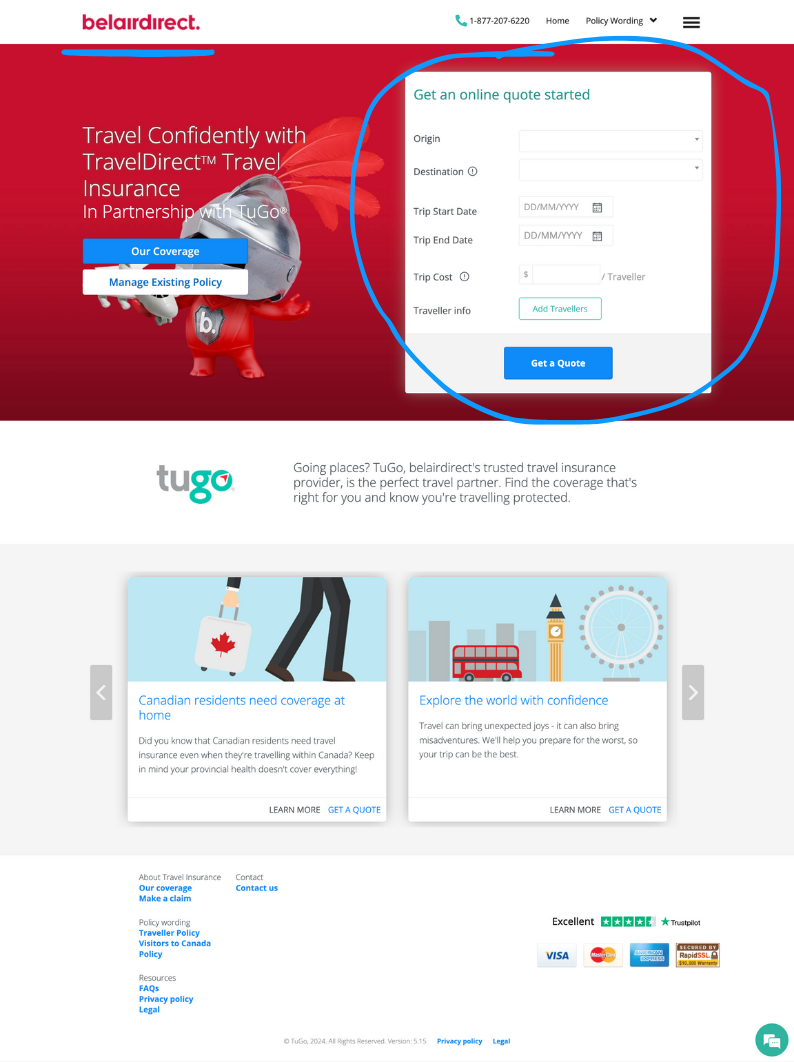 belairdirect.
1-877-207-6220 Home Policy Wording
Travel Confidently with
TravelDirect™ Travel
Insurance
In Partnership with TuGo®
Our Coverage
Manage Existing Policy
b.
Get an online quote started
Origin
Destination
Trip Start Date DD/MM/YYYY
Trip End Date DD/MM/YYYY
Trip Cost $ / Traveller
Traveller info Add Travellers
Get a Quote
tugo
Going places? TuGo, belairdirect's trusted travel insurance
provider, is the perfect travel partner. Find the coverage that's
right for you and know you're travelling protected.
Canadian residents need coverage at
home
Did you know that Canadian residents need travel
insurance even when they're travelling within Canada? Keep
in mind your provincial health doesn't cover everything!
LEARN MORE GET A QUOTE
Explore the world with confidence
Travel can bring unexpected joys - it can also bring
misadventures. We'll help you prepare for the worst, so
your trip can be the best.
LEARN MORE GET A QUOTE
About Travel Insurance
Our coverage
Make a claim
Contact
Contact us
Policy wording
Traveller Policy
Visitors to Canada
Policy
Resources
FAQs
Privacy policy
Legal
Excellent Trustpilot
VISA MasterCard AMERICAN EXPRESS
SECURED BY
RapidSSL
$10,000 Warranty
© TuGo, 2024, All Rights Reserved. Version: 5.15 Privacy policy Legal